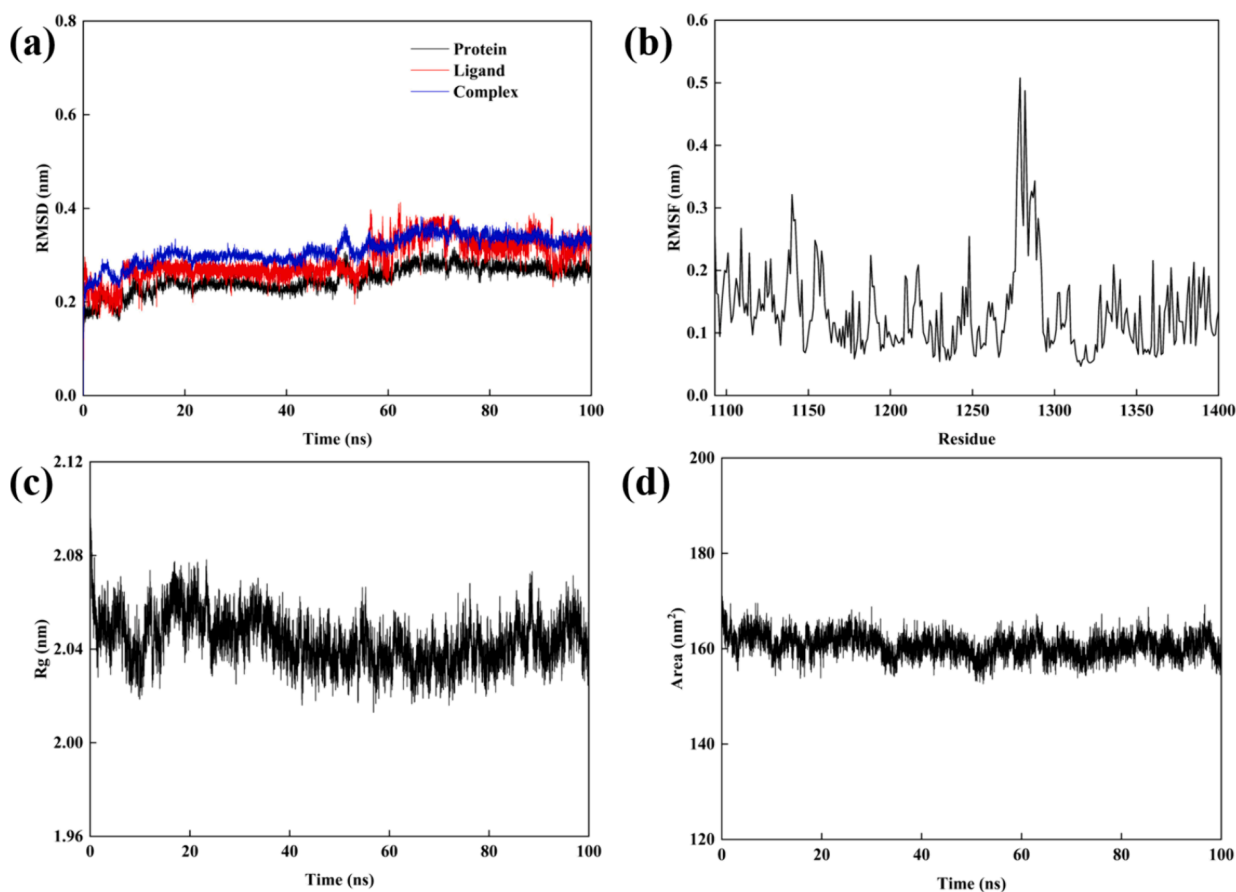 (a)
0.8
0.6
0.4
0.2
0.0
RMSD (nm)
Protein
Ligand
Complex
0 20 40 60 80 100
Time (ns)
(b)
0.6
0.5
0.4
0.3
0.2
0.1
0.0
RMSF (nm)
1100 1150 1200 1250 1300 1350 1400
Residue
(c)
2.12
2.08
2.04
2.00
1.96
Rg (nm)
0 20 40 60 80 100
Time (ns)
(d)
200
180
160
140
120
Area (nm²)
0 20 40 60 80 100
Time (ns)